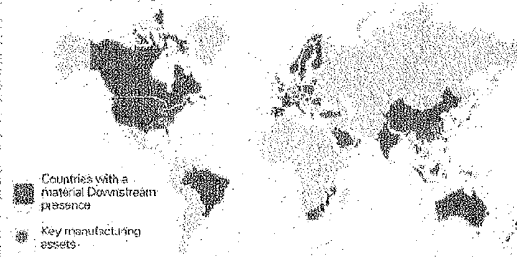 Countries with a
material Downstream
presence
Key manufacturing
assets